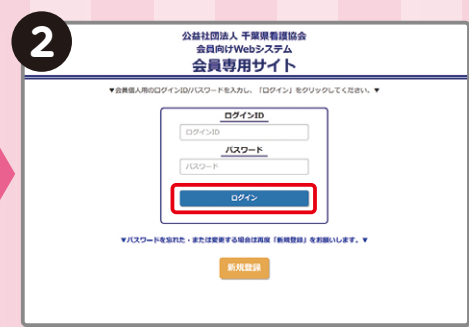 2
公益社団法人 千葉県看護協会
会員向けWebシステム
会員専用サイト
▼会員個人用のログインID/パスワードを入力し、「ログイン」をクリックしてください。▼
ログインID
ログインID
パスワード
パスワード
ログイン
▼パスワードを忘れた・または変更する場合は再度「新規登録」をお願いします。▼
新規登録